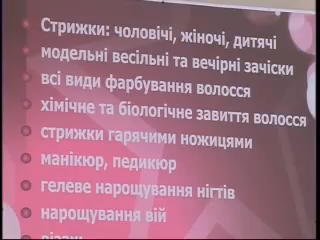 Стрижки: чоловічі, жіночі, дитячі
модельні весільні та вечірні зачіски
всі види фарбування волосся
хімічне та біологічне завиття волосся
стрижки гарячими ножицями
манікюр, педикюр
гелеве нарощування нігтів
нарощування вій